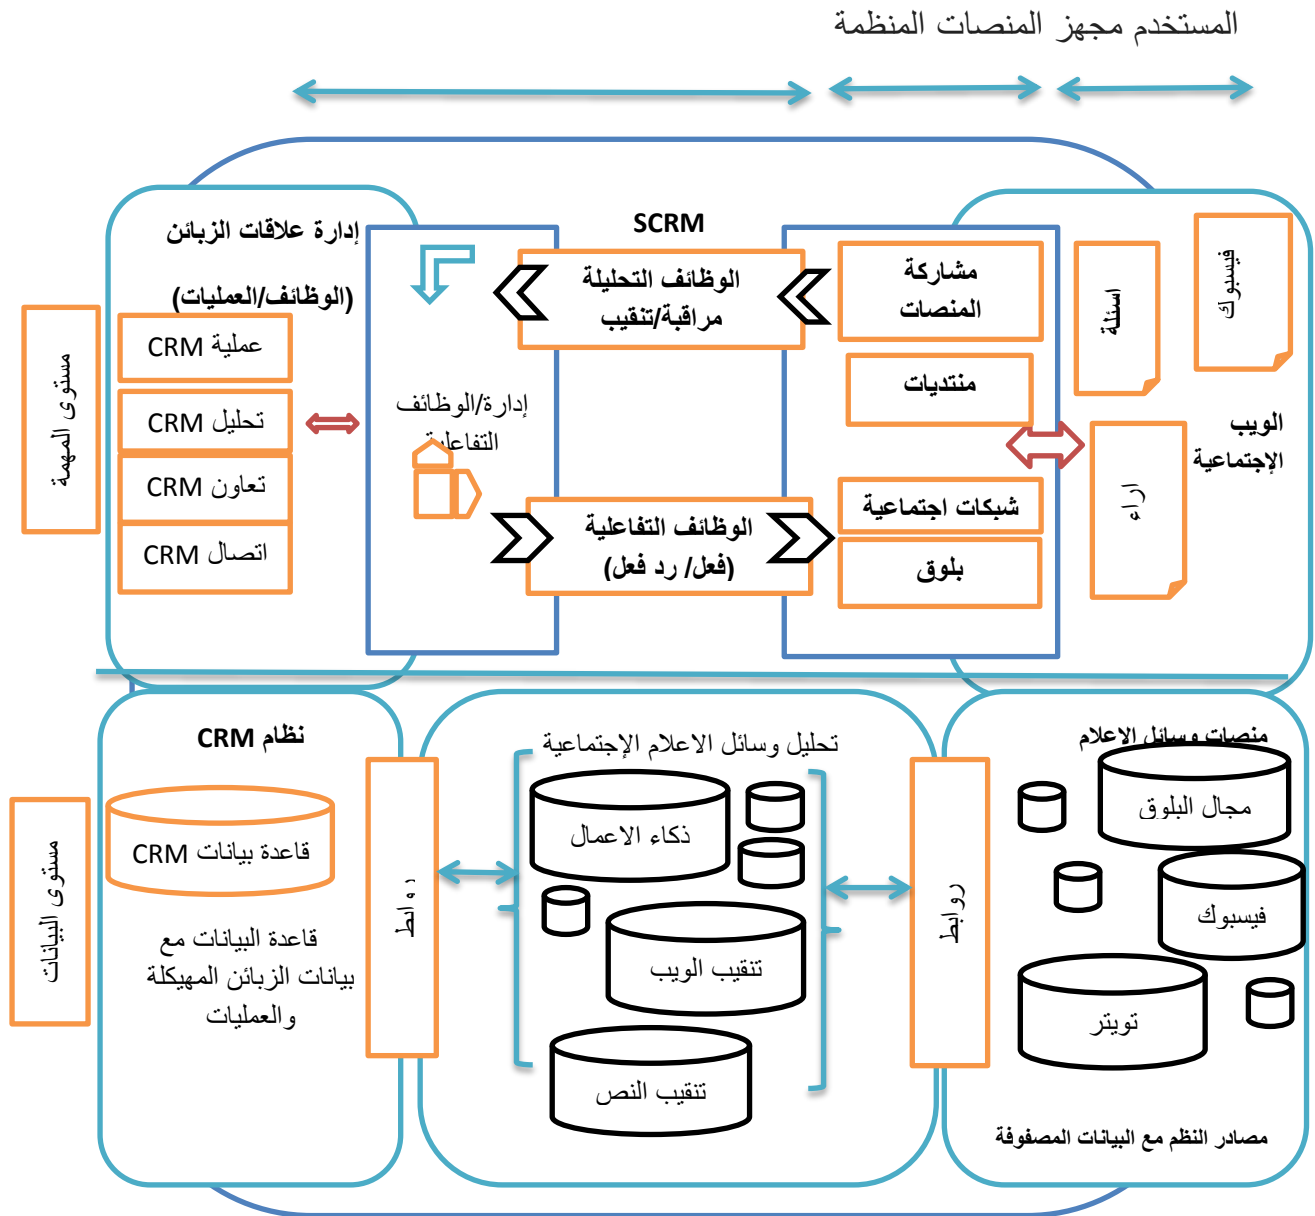 المستخدم مجهز المنصات المنظمة
إدارة علاقات الزبائن
(الوظائف/العمليات)
عملية CRM
تحليل CRM
تعاون CRM
اتصال CRM
مستوى المهمة
SCRM
الوظائف التحليلة
مراقبة/تنقيب
إدارة/الوظائف
التفاعلية
الوظائف التفاعلية
(فعل/ رد فعل)
مشاركة
المنصات
منتديات
شبكات اجتماعية
بلوق
اسئلة
فيسبوك
اراء
الويب
الإجتماعية
نظام CRM
قاعدة بيانات CRM
قاعدة البيانات مع
بيانات الزبائن المهيكلة
والعمليات
مستوى البيانات
روابط
تحليل وسائل الاعلام الإجتماعية
ذكاء الاعمال
تنقيب الويب
تنقيب النص
روابط
منصات وسائل الاعلام
مجال البلوق
فيسبوك
تويتر
مصادر النظم مع البيانات المصفوفة